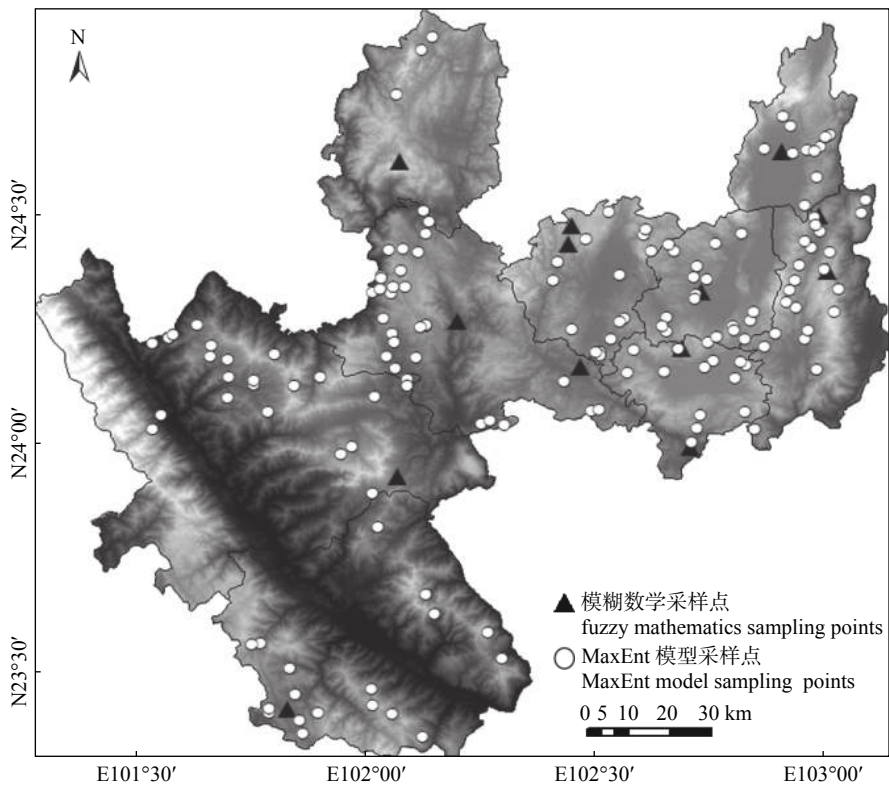 N
N24°30′
N24°00′
N23°30′
模糊数学采样点
fuzzy mathematics sampling points
MaxEnt 模型采样点
MaxEnt model sampling points
0 5 10 20 30 km
E101°30′ E102°00′ E102°30′ E103°00′